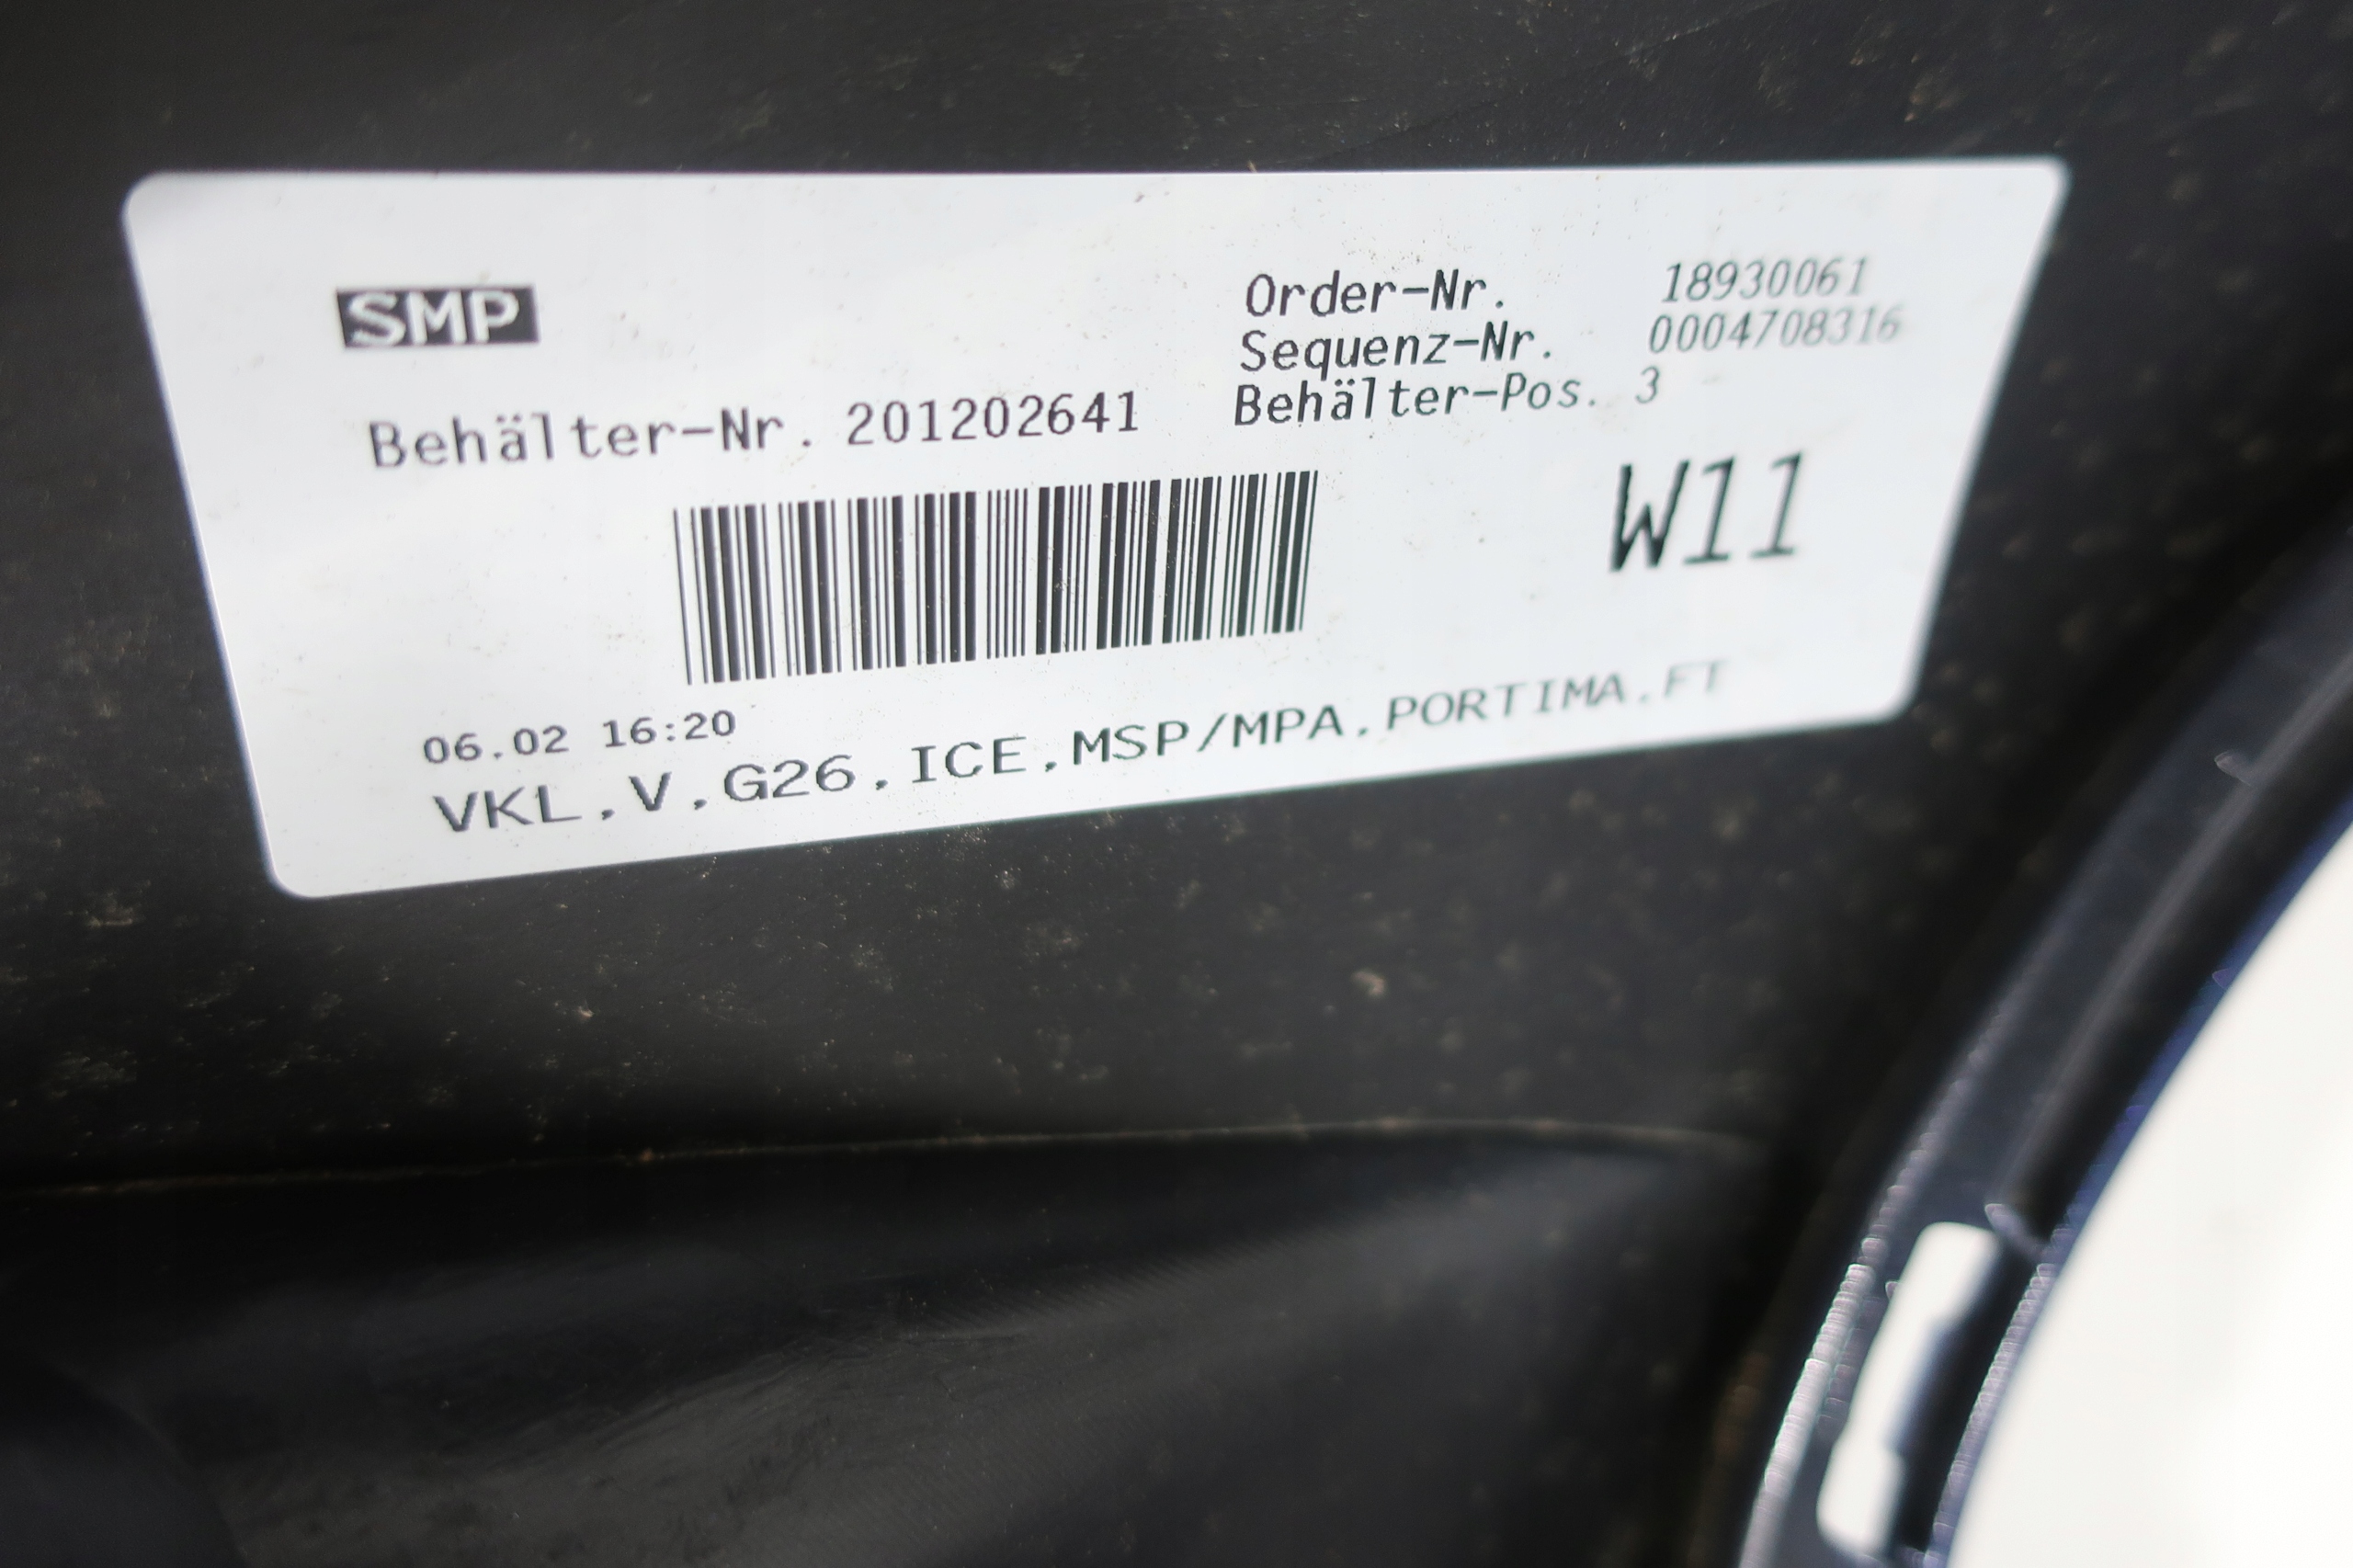 SMP
Order-Nr. 18930061
Sequenz-Nr. 0004708316
Behälter-Pos. 3
Behälter-Nr. 201202641
W11
06.02 16:20
VKL,V,G26,ICE,MSP/MPA,PORTIMA,FT